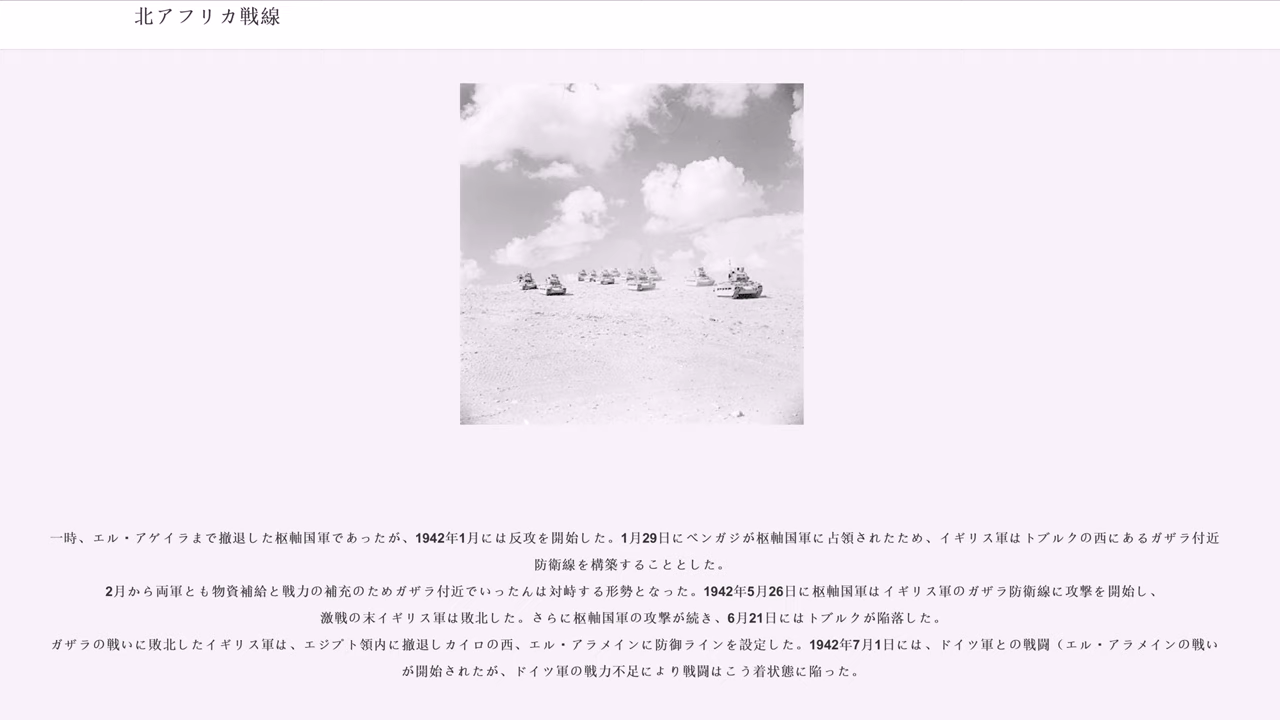 北アフリカ戦線
一時、エル・アゲイラまで撤退した枢軸国軍であったが、1942年1月には反攻を開始した。1月29日にベンガジが枢軸国軍に占領されたため、イギリス軍はトブルクの西にあるガザラ付近
防衛線を構築することとした。
2月から両軍とも物資補給と戦力の補充のためガザラ付近でいったんは対峙する形勢となった。1942年5月26日に枢軸国軍はイギリス軍のガザラ防衛線に攻撃を開始し、
激戦の末イギリス軍は敗北した。さらに枢軸国軍の攻撃が続き、6月21日にはトブルクが陥落した。
ガザラの戦いに敗北したイギリス軍は、エジプト領内に撤退しカイロの西、エル・アラメインに防御ラインを設定した。1942年7月1日には、ドイツ軍との戦闘（エル・アラメインの戦い
が開始されたが、ドイツ軍の戦力不足により戦闘はこう着状態に陥った。